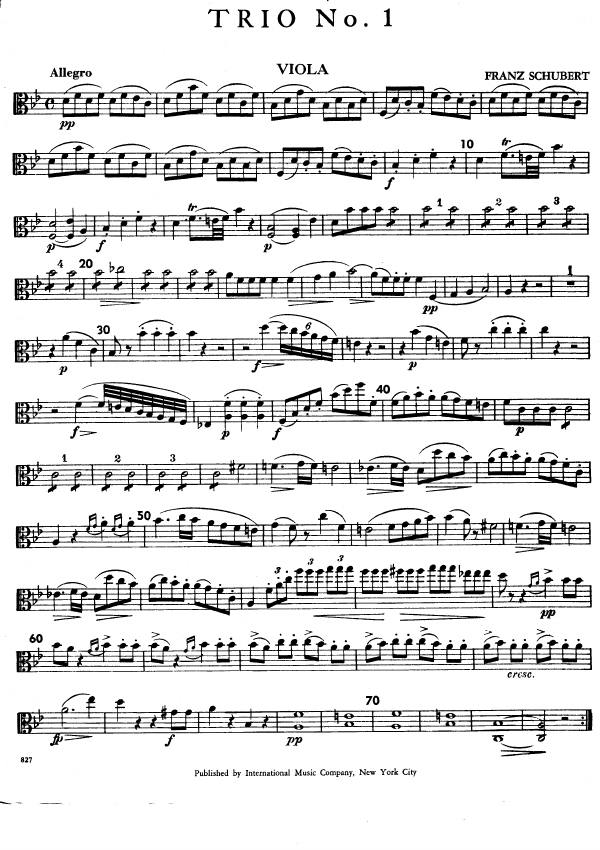 TRIO No. 1
Allegro
VIOLA
FRANZ SCHUBERT
pp
10
tr
f
tr
1
2
3
p
f
p
4
20
pp
1
30
6
p
p
f
40
f
p
f
p
1
2
3
50
3
3
pp
60
cresc.
70
fp
f
pp
827
Published by International Music Company, New York City